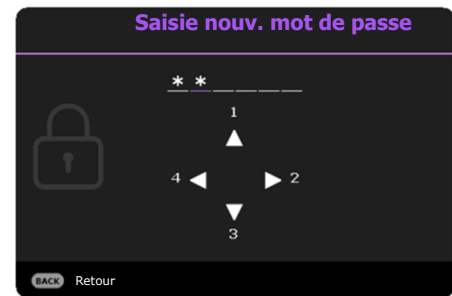 Saisie nouv. mot de passe
* * _ _ _ _
1
4 2
3
BACK Retour